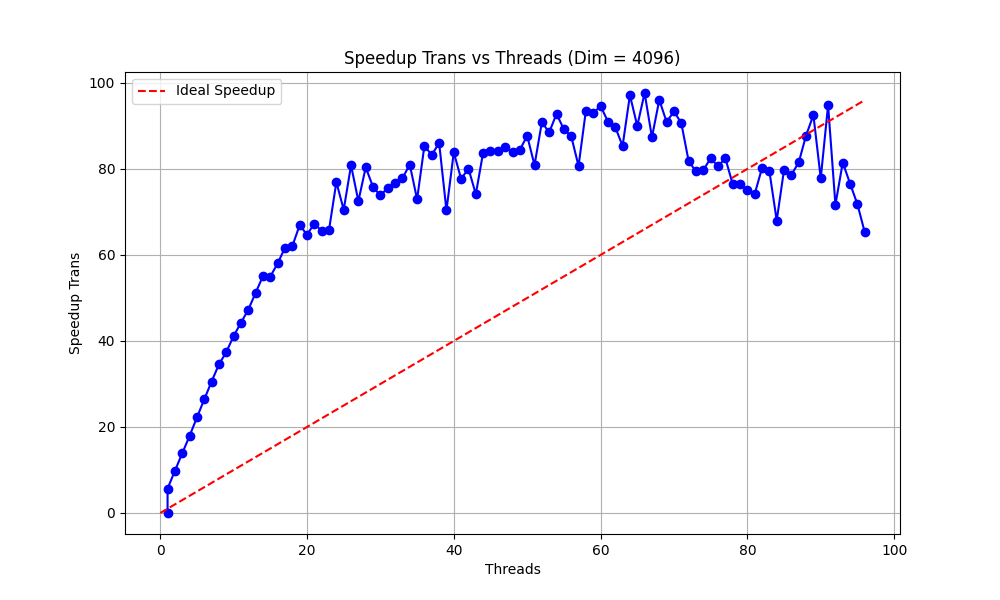 Speedup Trans vs Threads (Dim = 4096)
Ideal Speedup
100
80
60
40
20
0
Speedup Trans
0 20 40 60 80 100
Threads